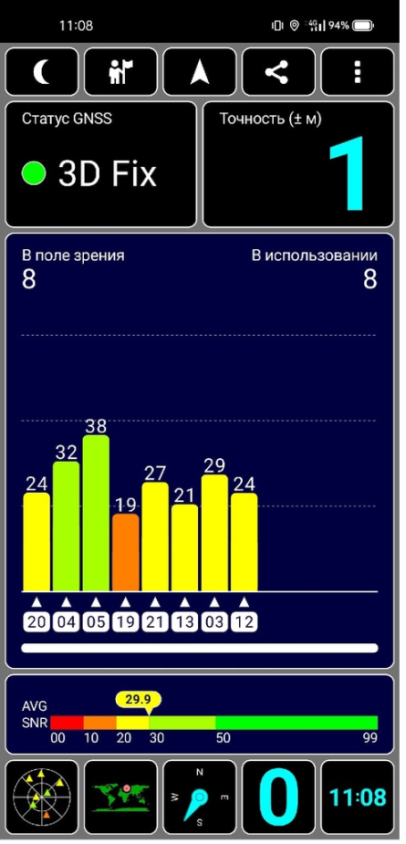 11:08 4G 94%
Статус GNSS
3D Fix
Точность (± м)
1
В поле зрения
8
В использовании
8
24 32 38 19 27 21 29 24
20 04 05 19 21 13 03 12
29.9
AVG
SNR
00 10 20 30 50 99
N
W E
S
0
11:08